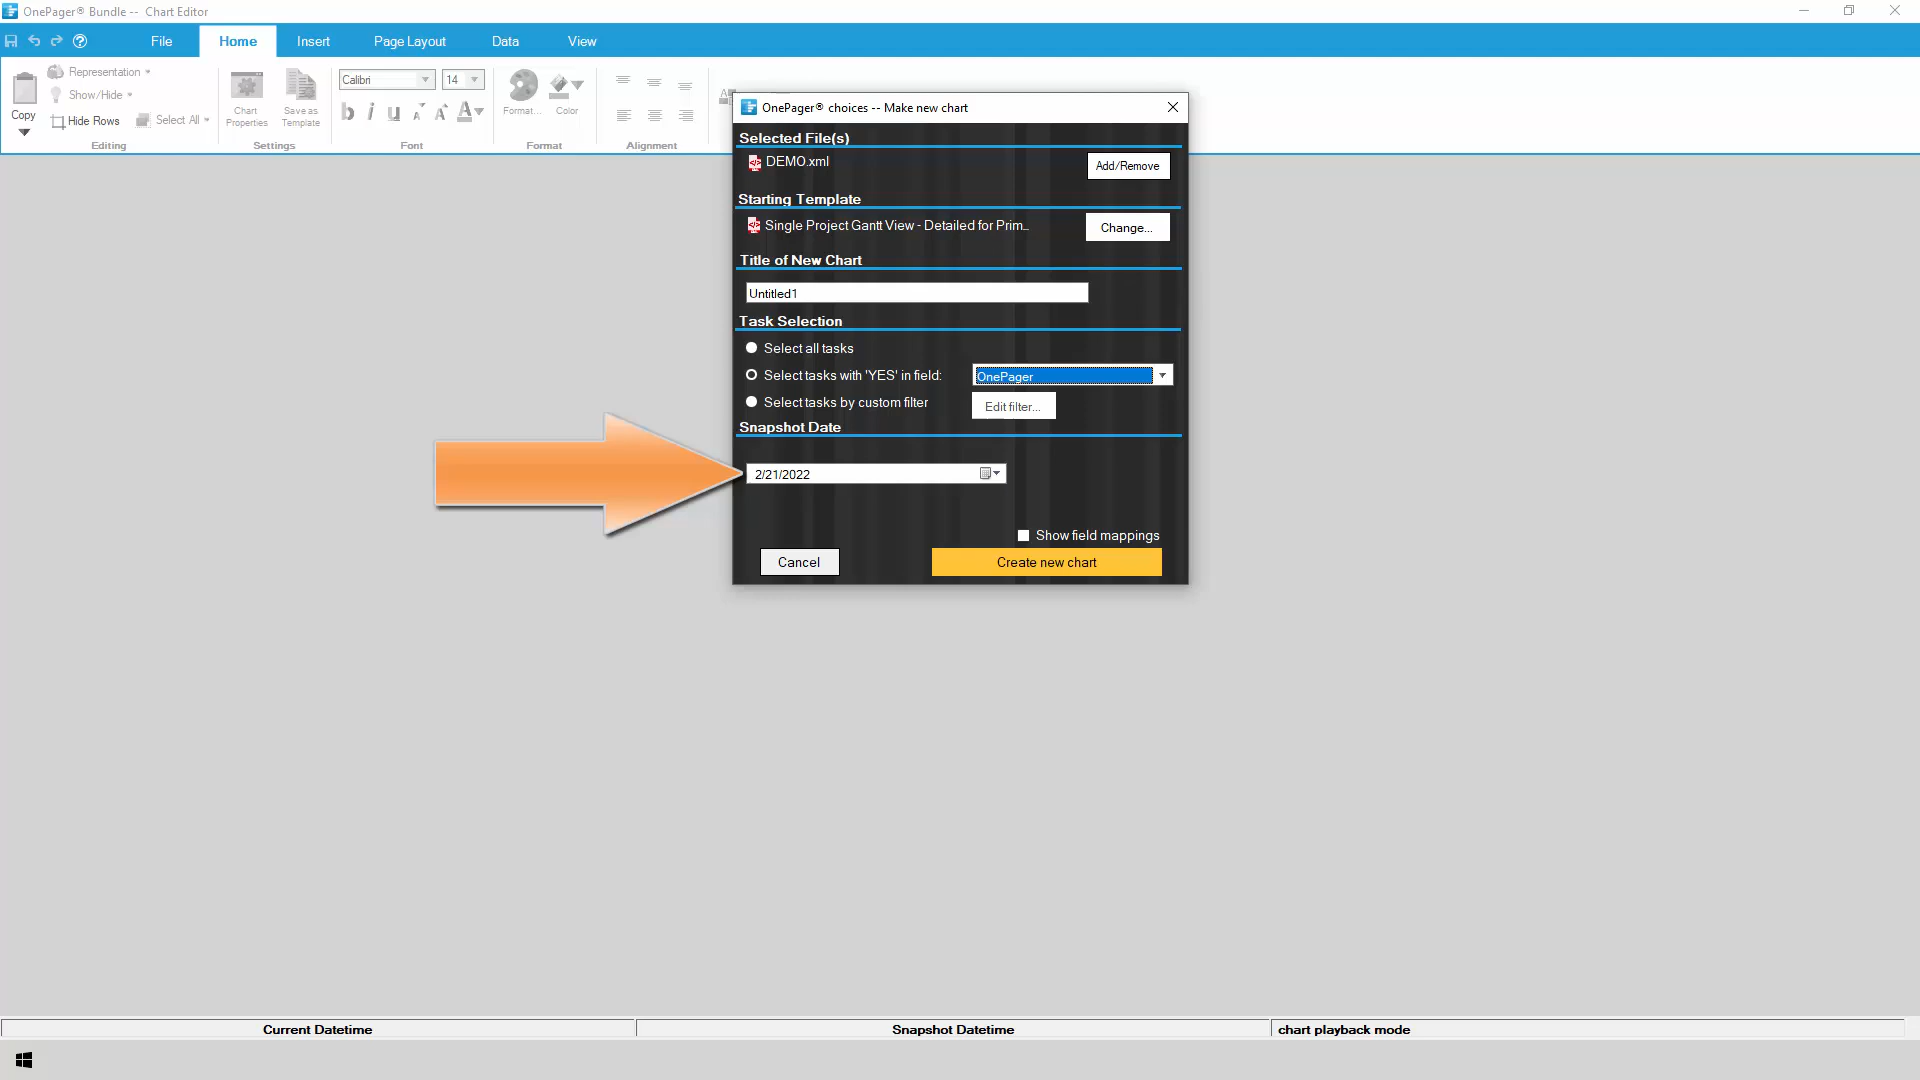 OnePager® Bundle -- Chart Editor
File Home Insert Page Layout Data View
Copy
Representation
Show/Hide
Hide Rows
Select All
Editing
Chart Properties
Save as Template
Settings
Calibri 14
b i u A A A
Font
Format...
Color
Format
Alignment
OnePager® choices -- Make new chart
Selected File(s)
DEMO.xml
Add/Remove
Starting Template
Single Project Gantt View - Detailed for Prim...
Change...
Title of New Chart
Untitled1
Task Selection
Select all tasks
Select tasks with 'YES' in field: OnePager
Select tasks by custom filter Edit filter...
Snapshot Date
2/21/2022
Show field mappings
Cancel Create new chart
Current Datetime Snapshot Datetime chart playback mode